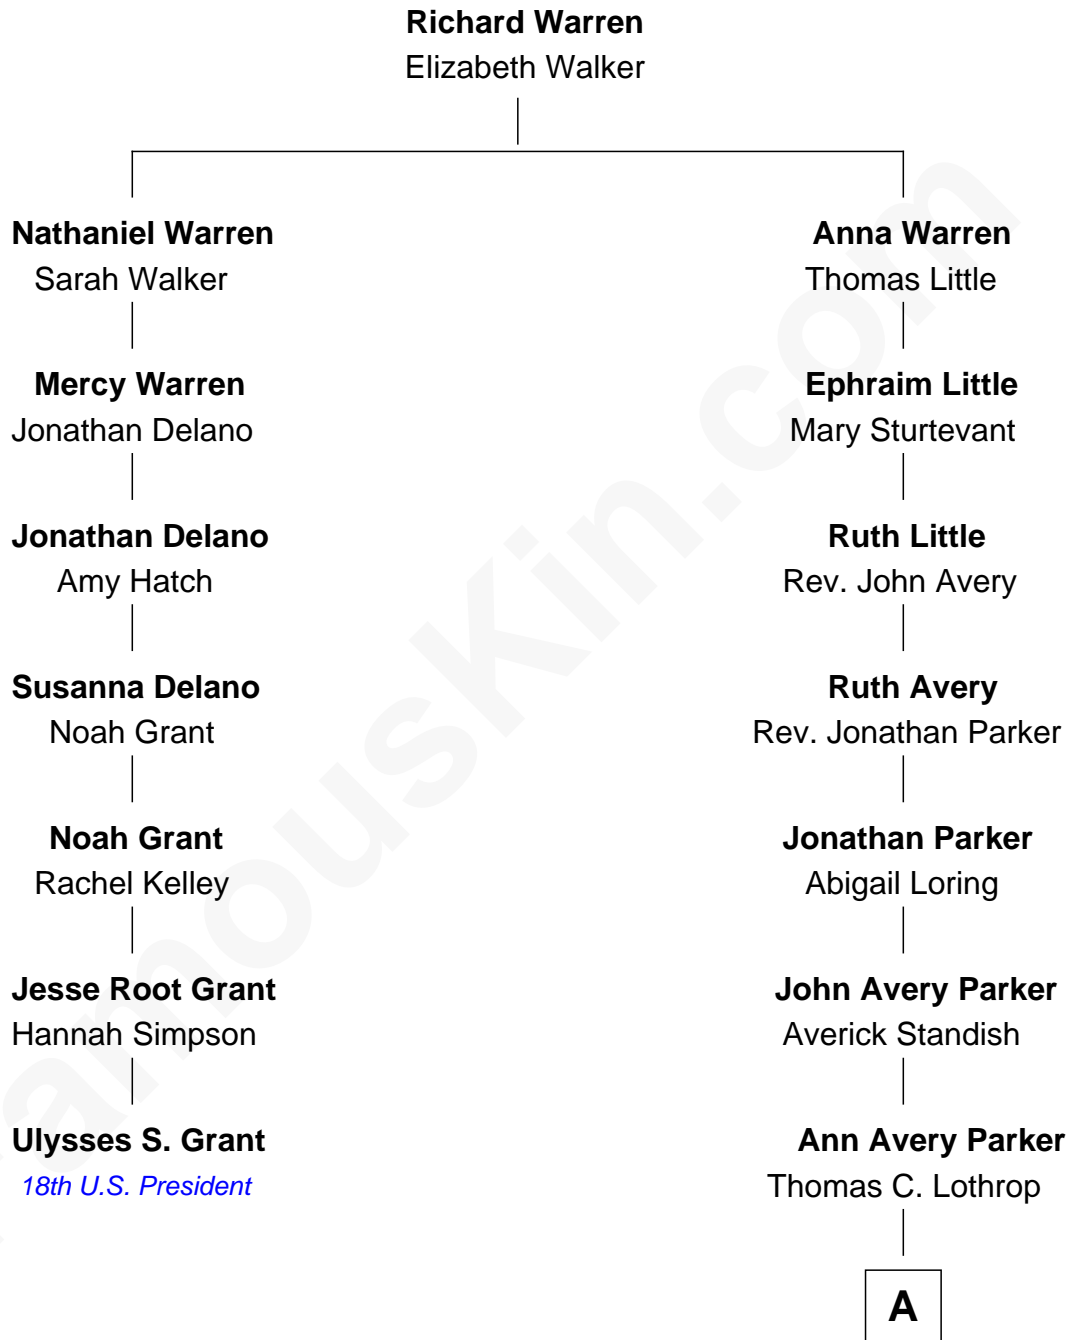 Richard Warren
Elizabeth Walker
Nathaniel Warren
Sarah Walker
Mercy Warren
Jonathan Delano
Jonathan Delano
Amy Hatch
Susanna Delano
Noah Grant
Noah Grant
Rachel Kelley
Jesse Root Grant
Hannah Simpson
Ulysses S. Grant
18th U.S. President
Anna Warren
Thomas Little
Ephraim Little
Mary Sturtevant
Ruth Little
Rev. John Avery
Ruth Avery
Rev. Jonathan Parker
Jonathan Parker
Abigail Loring
John Avery Parker
Averick Standish
Ann Avery Parker
Thomas C. Lothrop
A
FamousKin.com